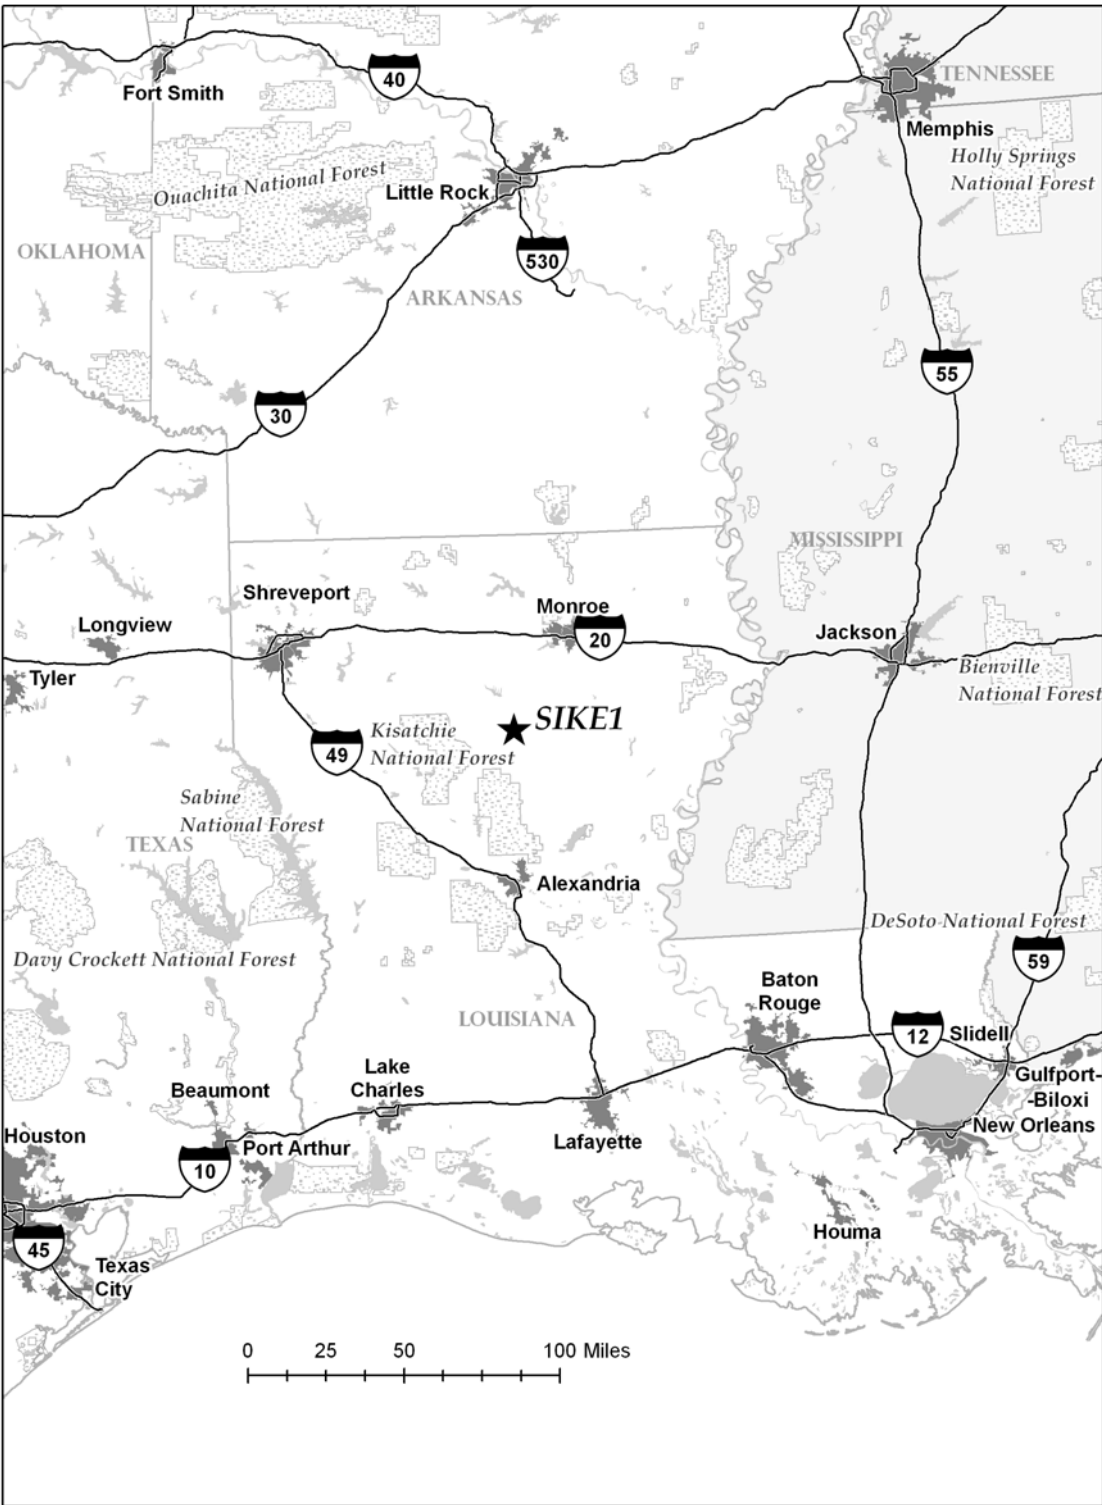 40
Fort Smith
TENNESSEE
Memphis
Holly Springs
National Forest
Ouachita National Forest
Little Rock
OKLAHOMA
530
ARKANSAS
55
30
MISSISSIPPI
Shreveport
Monroe
Longview
20
Jackson
Tyler
Bienville
National Forest
SIKE1
Kisatchie
National Forest
49
Sabine
National Forest
TEXAS
Alexandria
DeSoto National Forest
Davy Crockett National Forest
59
Baton
Rouge
LOUISIANA
12
Slidell
Lake
Charles
Beaumont
Gulfport-
-Biloxi
New Orleans
Houston
Port Arthur
Lafayette
10
Houma
45
Texas
City
0 25 50 100 Miles